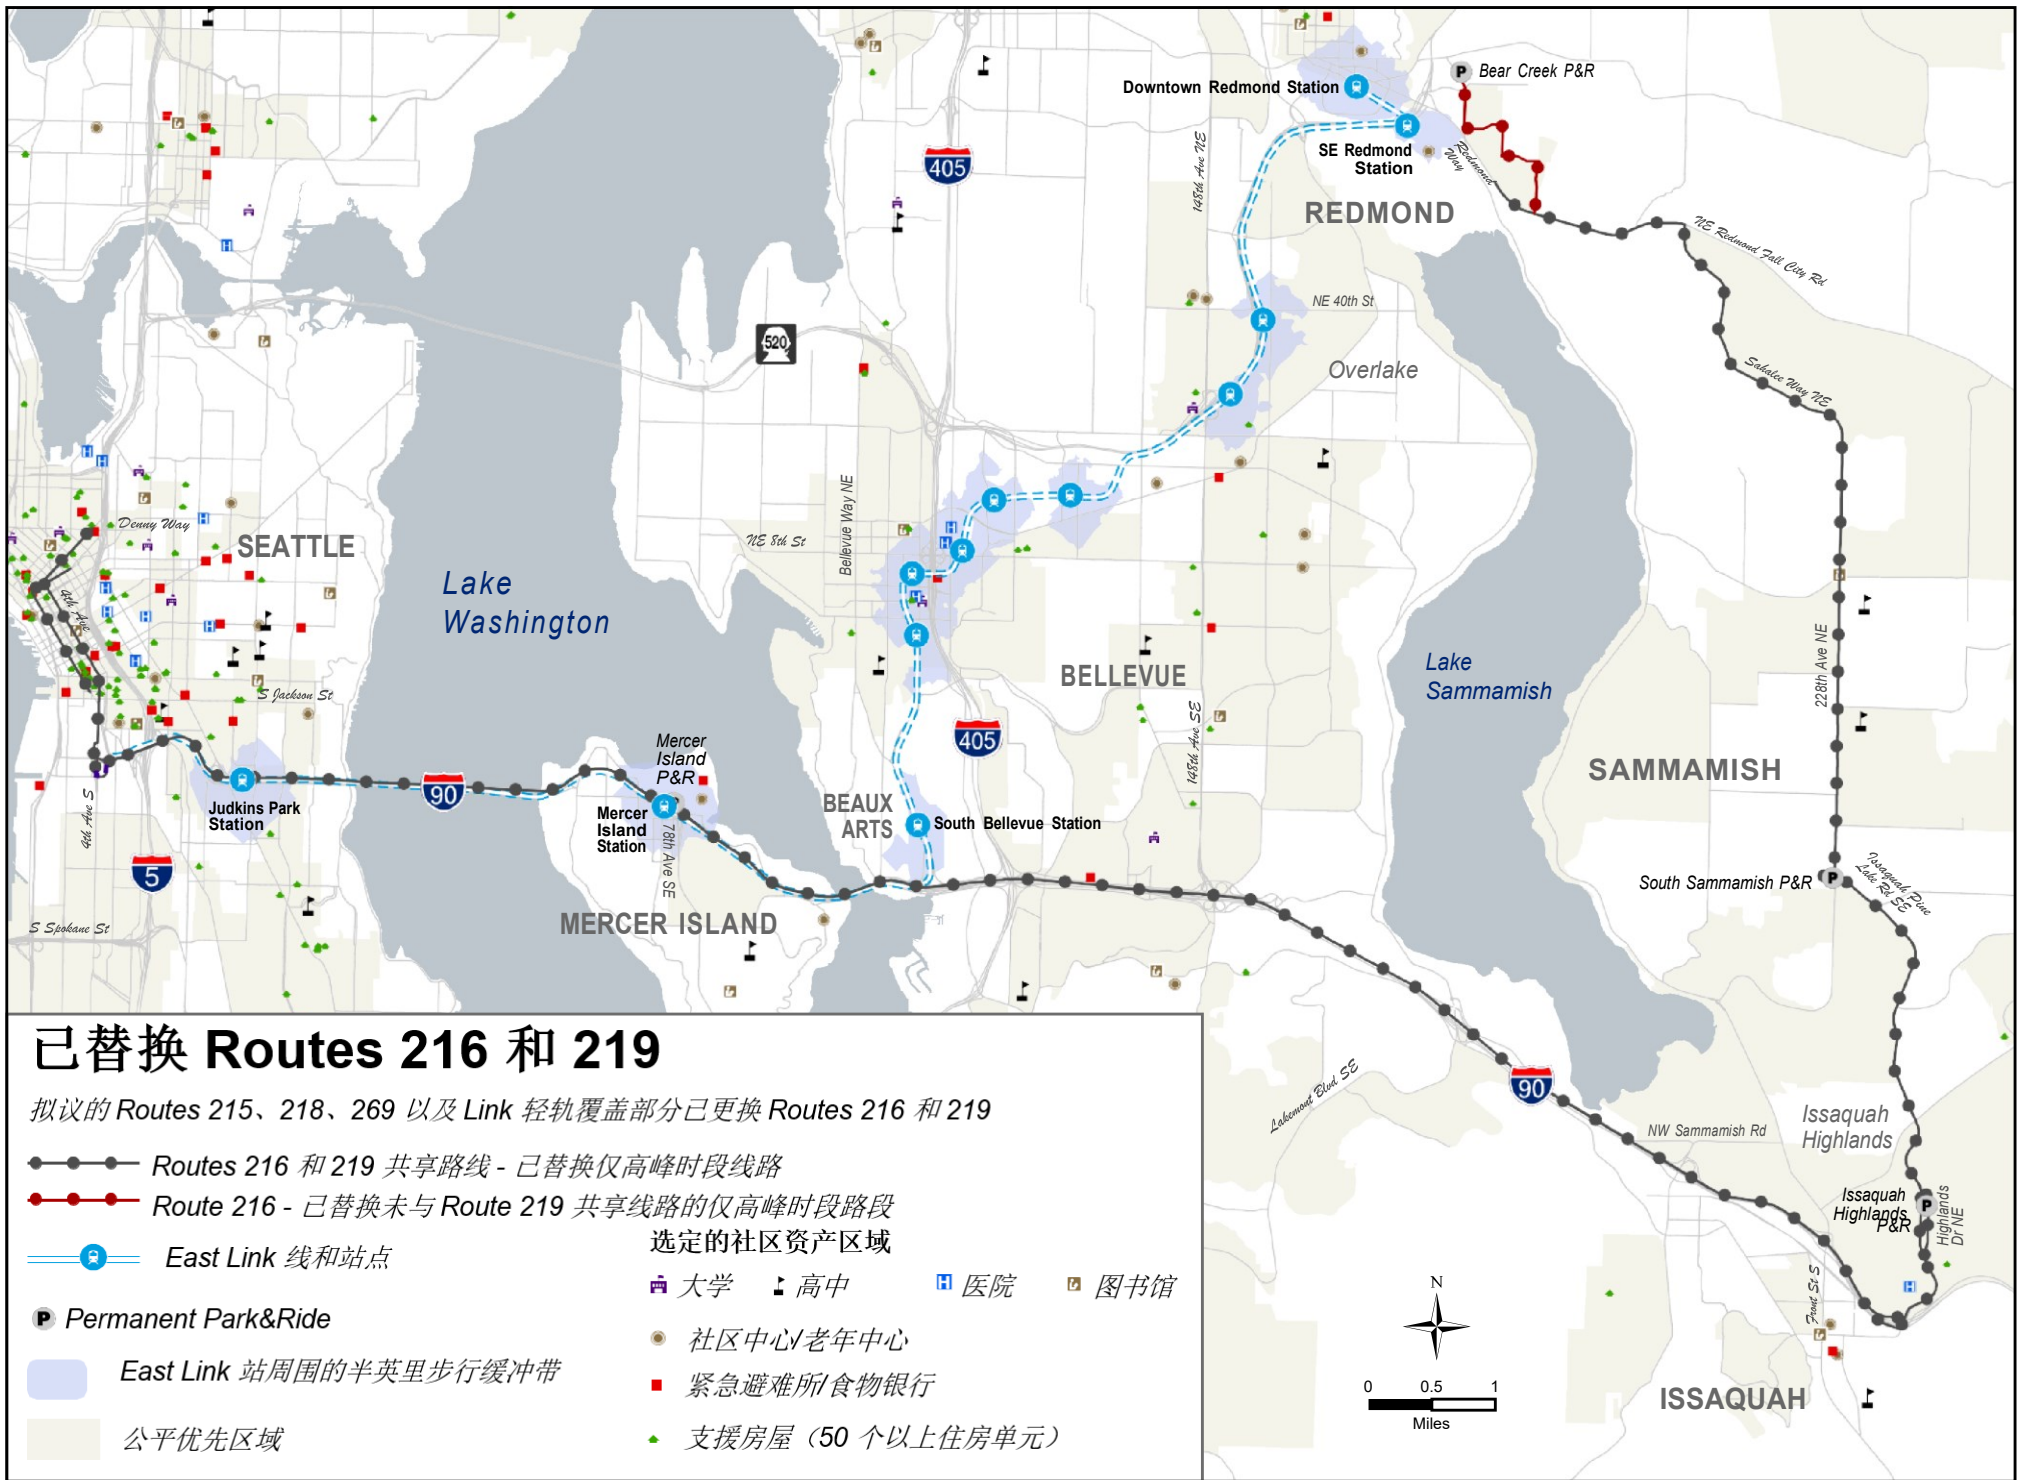 Bear Creek P&R
Downtown Redmond Station
SE Redmond
Station
Redmond
Way
148th Ave NE
405
REDMOND
NE Redmond Fall City Rd
NE 40th St
520
Overlake
Sahalee Way NE
Bellevue Way NE
Denny Way
SEATTLE
NE 8th St
Lake
Washington
4th Ave
228th Ave NE
BELLEVUE
Lake
Sammamish
S Jackson St
405
148th Ave SE
Mercer
Island
P&R
SAMMAMISH
90
Judkins Park
Station
BEAUX
ARTS
South Bellevue Station
Mercer
Island
Station
78th Ave SE
4th Ave S
5
South Sammamish P&R
P
Issaquah Pine
Lake Rd SE
MERCER ISLAND
S Spokane St
已替换 Routes 216 和 219
拟议的 Routes 215、218、269 以及 Link 轻轨覆盖部分已更换 Routes 216 和 219
Routes 216 和 219 共享路线 - 已替换仅高峰时段线路
Route 216 - 已替换未与 Route 219 共享线路的仅高峰时段路段
East Link 线和站点
P Permanent Park&Ride
East Link 站周围的半英里步行缓冲带
公平优先区域
选定的社区资产区域
大学
高中
H 医院
图书馆
社区中心/老年中心
紧急避难所/食物银行
支援房屋（50 个以上住房单元）
Lakemont Blvd SE
90
NW Sammamish Rd
Issaquah
Highlands
Issaquah
Highlands
P&R
P
Highlands
Dr NE
Front St S
N
0 0.5 1
Miles
ISSAQUAH